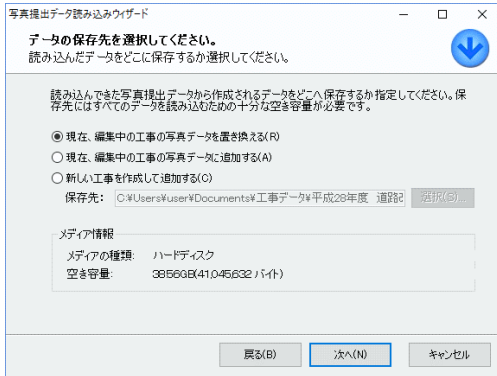 写真提出データ読み込みウィザード
データの保存先を選択してください。
読み込んだデータをどこに保存するか選択してください。
読み込んできた写真提出データから作成されるデータをどこへ保存するか指定してください。保
存先にはすべてのデータを読み込むための十分な空き容量が必要です。
現在、編集中の工事の写真データを置き換える(R)
現在、編集中の工事の写真データに追加する(A)
新しい工事を作成して追加する(C)
保存先: C:¥Users¥user¥Documents¥工事データ¥平成28年度 道路
選択(S)...
メディア情報
メディアの種類: ハードディスク
空き容量: 3856GB(41,045,632 バイト)
戻る(B) 次へ(N) キャンセル